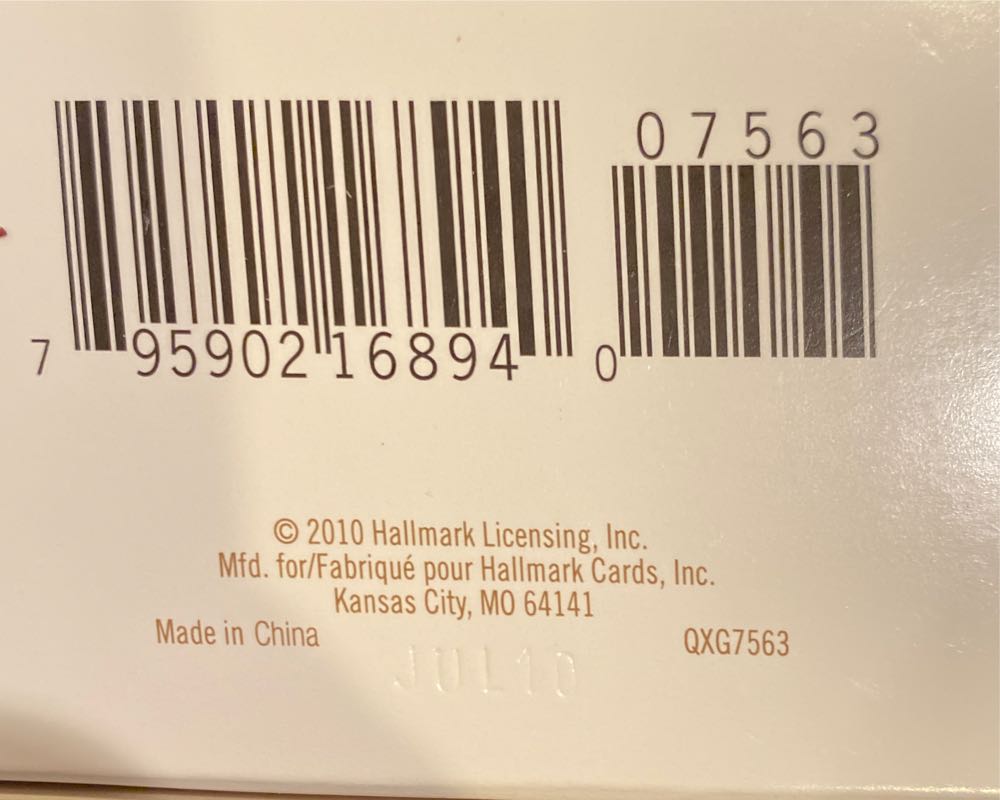 07563
7 95902 16894 0
© 2010 Hallmark Licensing, Inc.
Mfd. for/Fabriqué pour Hallmark Cards, Inc.
Kansas City, MO 64141
Made in China
QXG7563
JUL10